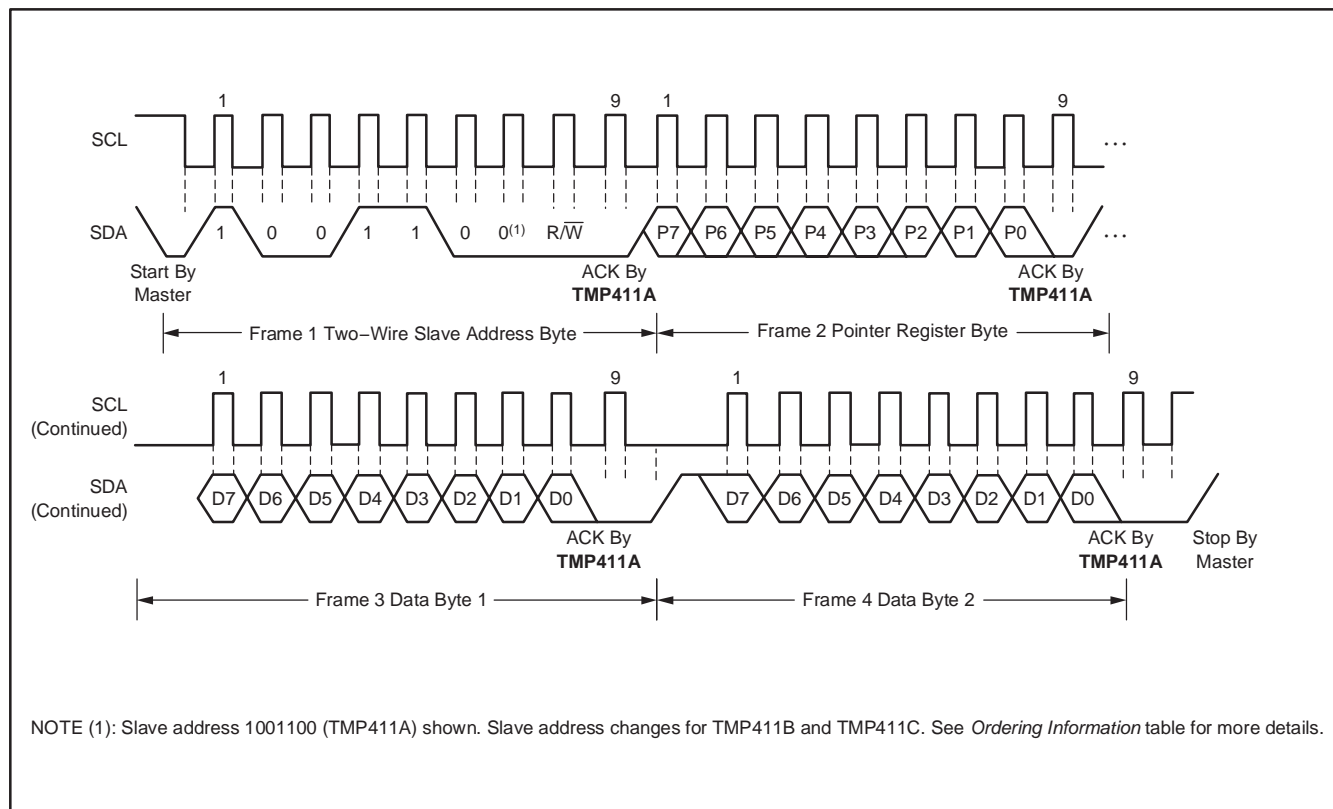 1 9 1 9
SCL ...
SDA 1 0 0 1 1 0 0(1) R/W̅ P7 P6 P5 P4 P3 P2 P1 P0 ...
Start By Master
ACK By TMP411A
ACK By TMP411A
Frame 1 Two−Wire Slave Address Byte
Frame 2 Pointer Register Byte
1 9 1 9
SCL
(Continued)
SDA
(Continued)
D7 D6 D5 D4 D3 D2 D1 D0 D7 D6 D5 D4 D3 D2 D1 D0
ACK By TMP411A
ACK By TMP411A
Stop By Master
Frame 3 Data Byte 1
Frame 4 Data Byte 2
NOTE (1): Slave address 1001100 (TMP411A) shown. Slave address changes for TMP411B and TMP411C. See Ordering Information table for more details.